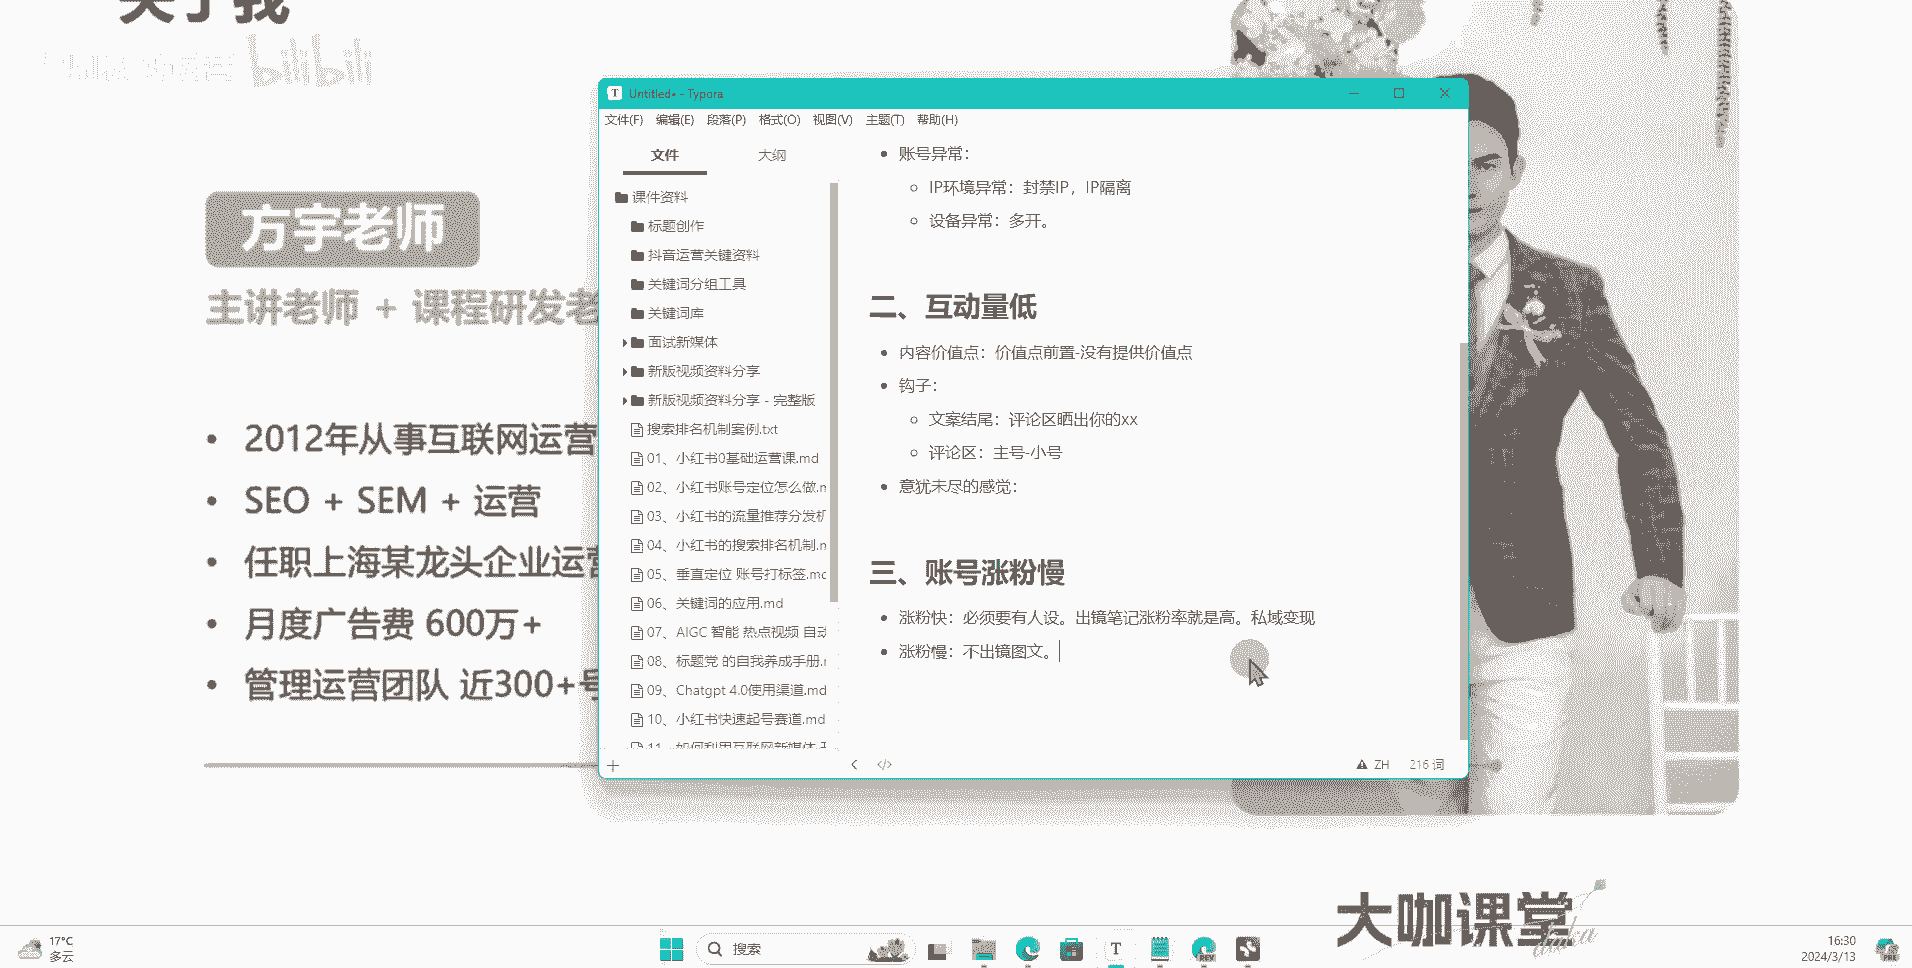 关于我
bilibili
方宇老师
主讲老师 + 课程研发老
2012年从事互联网运营
SEO + SEM + 运营
任职上海某龙头企业运营
月度广告费 600万+
管理运营团队 近300+号
T Untitled• - Typora
文件(F) 编辑(E) 段落(P) 格式(O) 视图(V) 主题(T) 帮助(H)
文件 大纲
课件资料
标题创作
抖音运营关键资料
关键词分组工具
关键词库
面试新媒体
新版视频资料分享
新版视频资料分享 - 完整版
搜索排名机制案例.txt
01、小红书0基础运营课.md
02、小红书账号定位怎么做.m
03、小红书的流量推荐分发机
04、小红书的搜索排名机制.m
05、垂直定位 账号打标签.mc
06、关键词的应用.md
07、AIGC 智能 热点视频 自动
08、标题党 的自我养成手册.m
09、Chatgpt 4.0使用渠道.md
10、小红书快速起号赛道.md
11、如何利用互联网新媒体
账号异常：
IP环境异常：封禁IP，IP隔离
设备异常：多开。
二、互动量低
内容价值点：价值点前置-没有提供价值点
钩子：
文案结尾：评论区晒出你的xx
评论区：主号-小号
意犹未尽的感觉：
三、账号涨粉慢
涨粉快：必须要有人设。出镜笔记涨粉率就是高。私域变现
涨粉慢：不出镜图文。
ZH 216 词
大咖课堂
daka
17°C
多云
搜索
T
16:30
2024/3/13